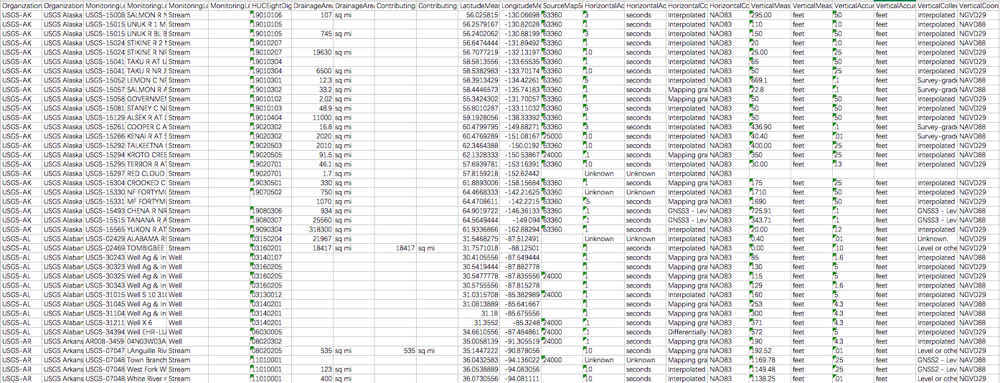 Organization Organization MonitoringLo MonitoringLo MonitoringLo MonitoringLo HUCEightDig DrainageArea DrainageArea Contributing Contributing LatitudeMeas LongitudeMe SourceMapSc HorizontalAc HorizontalAc HorizontalCo HorizontalCo VerticalMeas VerticalMeas VerticalAccur VerticalAccur VerticalColle VerticalCoor
USGS-AK USGS Alaska USGS-15008 SALMON R N Stream 19010106 107 sq mi 56.025815 -130.06698 63360 3 seconds Interpolated NAD83 295.00 feet 50 feet Interpolated NGVD29
USGS-AK USGS Alaska USGS-15015 UNUK R 1 M Stream 19010105 56.2579167 -130.82028 63360 .1 seconds Interpolated NAD83 110 feet 10 feet Interpolated NAVD88
USGS-AK USGS Alaska USGS-15015 UNUK R BL B Stream 19010105 745 sq mi 56.2402062 -130.88199 63360 3 seconds Interpolated NAD83 150 feet 50 feet Interpolated NGVD29
USGS-AK USGS Alaska USGS-15024 STIKINE R 2 Stream 19010207 56.6474444 -131.89492 63360 .1 seconds Interpolated NAD83 20 feet 10 feet Interpolated NAVD88
USGS-AK USGS Alaska USGS-15024 STIKINE R NR Stream 19010207 19630 sq mi 56.7077219 -132.13197 63360 10 seconds Interpolated NAD83 25.00 feet 25 feet Interpolated NGVD29
USGS-AK USGS Alaska USGS-15041 TAKU R AT U Stream 19010304 58.5813556 -133.65535 63360 .1 seconds Interpolated NAD83 65 feet 50 feet Interpolated NGVD29
USGS-AK USGS Alaska USGS-15041 TAKU R NR J Stream 19010304 6500 sq mi 58.5382983 -133.70174 63360 10 seconds Interpolated NAD83 50 feet 25 feet Interpolated NGVD29
USGS-AK USGS Alaska USGS-15052 LEMON C NF Stream 19010301 12.3 sq mi 58.3913429 -134.42261 63360 5 seconds Interpolated NAD83 669.1 feet .1 feet Survey-grade NAVD88
USGS-AK USGS Alaska USGS-15057 SALMON R A Stream 19010302 33.2 sq mi 58.4446573 -135.74183 63360 .1 seconds Mapping gra NAD83 22.8 feet .1 feet Survey-grade NAVD88
USGS-AK USGS Alaska USGS-15058 GOVERNMEN Stream 19010102 2.02 sq mi 55.3424302 -131.70057 63360 .1 seconds Mapping gra NAD83 50 feet 50 feet Interpolated NGVD29
USGS-AK USGS Alaska USGS-15081 STANEY C NI Stream 19010103 48.9 sq mi 55.8010287 -133.11032 63360 5 seconds Interpolated NAD83 50 feet 50 feet Interpolated NGVD29
USGS-AK USGS Alaska USGS-15129 ALSEK R AT D Stream 19010404 11000 sq mi 59.1928056 -138.33392 63360 .1 seconds Interpolated NAD83 50 feet 50 feet Interpolated NGVD29
USGS-AK USGS Alaska USGS-15261 COOPER C A Stream 19020302 16.8 sq mi 60.4799795 -149.88271 63360 3 seconds Interpolated NAD83 436.90 feet .1 feet Survey-grade NAVD88
USGS-AK USGS Alaska USGS-15266 KENAI R AT S Stream 19020302 2020 sq mi 60.4769289 -151.08167 25000 10 seconds Interpolated NAD83 40.40 feet .01 feet Survey-grade NAVD88
USGS-AK USGS Alaska USGS-15292 TALKEETNA Stream 19020503 2010 sq mi 62.3464388 -150.0192 63360 10 seconds Interpolated NAD83 400.00 feet 25 feet Interpolated NGVD29
USGS-AK USGS Alaska USGS-15294 KROTO CREE Stream 19020505 91.5 sq mi 62.1328333 -150.53867 24000 .1 seconds Mapping gra NAD83 350 feet 25 feet Interpolated NAVD88
USGS-AK USGS Alaska USGS-15295 TERROR R AT Stream 19020701 46.1 sq mi 57.6939781 -153.16391 63360 10 seconds Interpolated NAD83 30.00 feet 13 feet Interpolated NGVD29
USGS-AK USGS Alaska USGS-15297 RED CLOUD Stream 19020701 1.7 sq mi 57.8159218 -152.62442 Unknown Unknown Interpolated NAD83
USGS-AK USGS Alaska USGS-15304 CROOKED C Stream 19030501 330 sq mi 61.8893006 -158.15684 63360 .1 seconds Mapping gra NAD83 175 feet 25 feet Interpolated NGVD29
USGS-AK USGS Alaska USGS-15330 NF FORTYMI Stream 19070502 750 sq mi 64.4668333 -142.21625 63360 Unknown Unknown Interpolated NAD83 1710 feet 50 feet Interpolated NGVD29
USGS-AK USGS Alaska USGS-15331 MF FORTYMI Stream 1070 sq mi 64.4708611 -142.2215 63360 .5 seconds Mapping gra NAD83 1690 feet 50 feet Interpolated NGVD29
USGS-AK USGS Alaska USGS-15493 CHENA R NR Stream 19080306 934 sq mi 64.9019722 -146.36133 63360 .1 seconds GNSS3 - Lev NAD83 725.91 feet .1 feet GNSS3 - Lev NAVD88
USGS-AK USGS Alaska USGS-15515 TANANA R A Stream 19080307 25560 sq mi 64.5649444 -149.094 63360 .1 seconds GNSS3 - Lev NAD83 343.71 feet .1 feet GNSS3 - Lev NAVD88
USGS-AK USGS Alaska USGS-15565 YUKON R AT Stream 19090304 318300 sq mi 61.9336866 -162.88294 63360 .1 seconds Interpolated NAD83 20.00 feet 12 feet Interpolated NGVD29
USGS-AL USGS Alabam USGS-02429 ALABAMA RI Stream 03150204 21967 sq mi 31.5468275 -87.512491 Unknown Unknown Interpolated NAD83 0.40 feet .01 feet Unknown. NGVD29
USGS-AL USGS Alabam USGS-02469 TOMBIGBEE Stream 03160201 18417 sq mi 18417 sq mi 31.7571018 -88.12501 .1 seconds Interpolated NAD83 0.00 feet .10 feet Level or othe NGVD29
USGS-AL USGS Alabam USGS-30243 Well Ag & In Well 03140107 30.4105556 -87.549444 .1 seconds Mapping gra NAD83 85 feet 1.6 feet Interpolated NAVD88
USGS-AL USGS Alabam USGS-30323 Well Ag & In Well 03160205 30.5419444 -87.882778 .1 seconds Mapping gra NAD83 130 feet 5 feet Interpolated NGVD29
USGS-AL USGS Alabam USGS-30325 Well Ag & In Well 03160205 30.5477778 -87.835556 24000 .1 seconds Mapping gra NAD83 115 feet 5 feet Interpolated NGVD29
USGS-AL USGS Alabam USGS-30343 Well Ag & In Well 03160205 30.5755556 -87.815278 .1 seconds Mapping gra NAD83 129 feet 1.6 feet Interpolated NAVD88
USGS-AL USGS Alabam USGS-31015 Well S 10 31 Well 03130012 31.0315708 -85.382989 24000 .1 seconds Interpolated NAD83 160 feet 5 feet Interpolated NGVD29
USGS-AL USGS Alabam USGS-31045 Well Ag & In Well 03140201 31.0813889 -85.641667 .1 seconds Mapping gra NAD83 253 feet 4.3 feet Interpolated NAVD88
USGS-AL USGS Alabam USGS-31104 Well Ag & In Well 03140201 31.18 -85.675556 .1 seconds Mapping gra NAD83 300 feet 4.3 feet Interpolated NAVD88
USGS-AL USGS Alabam USGS-31211 Well X 6 Well 03140201 31.3552 -85.3248 24000 .1 seconds Mapping gra NAD83 371 feet 4.3 feet Interpolated NAVD88
USGS-AL USGS Alabam USGS-34394 Well EHR-LU Well 06030005 34.6610556 -87.484861 24000 .1 seconds Differentially NAD83 572 feet 5 feet Interpolated NGVD29
USGS-AR USGS Arkans AR008-3459 04N03W03A Well 08020302 35.0058139 -91.305519 24000 .1 seconds Mapping gra NAD83 190 feet 4.3 feet Interpolated NAVD88
USGS-AR USGS Arkans USGS-07047 LAnguille Riv Stream 08020205 535 sq mi 535 sq mi 35.1447222 -90.878056 10 seconds Mapping gra NAD83 192.52 feet .01 feet Level or othe NGVD29
USGS-AR USGS Arkans USGS-07048 Town Branch Stream 11010001 36.0432583 -94.136022 24000 Unknown Unknown Mapping gra NAD83 1169.78 feet .25 feet GNSS2 - Lev NAVD88
USGS-AR USGS Arkans USGS-07048 West Fork W Stream 11010001 123 sq mi 36.0538889 -94.083056 10 seconds Mapping gra NAD83 1149.48 feet .25 feet GNSS2 - Lev NAVD88
USGS-AR USGS Arkans USGS-07048 White River n Stream 11010001 400 sq mi 36.0730556 -94.081111 10 seconds Mapping gra NAD83 1138.25 feet .01 feet Level or othe NGVD29